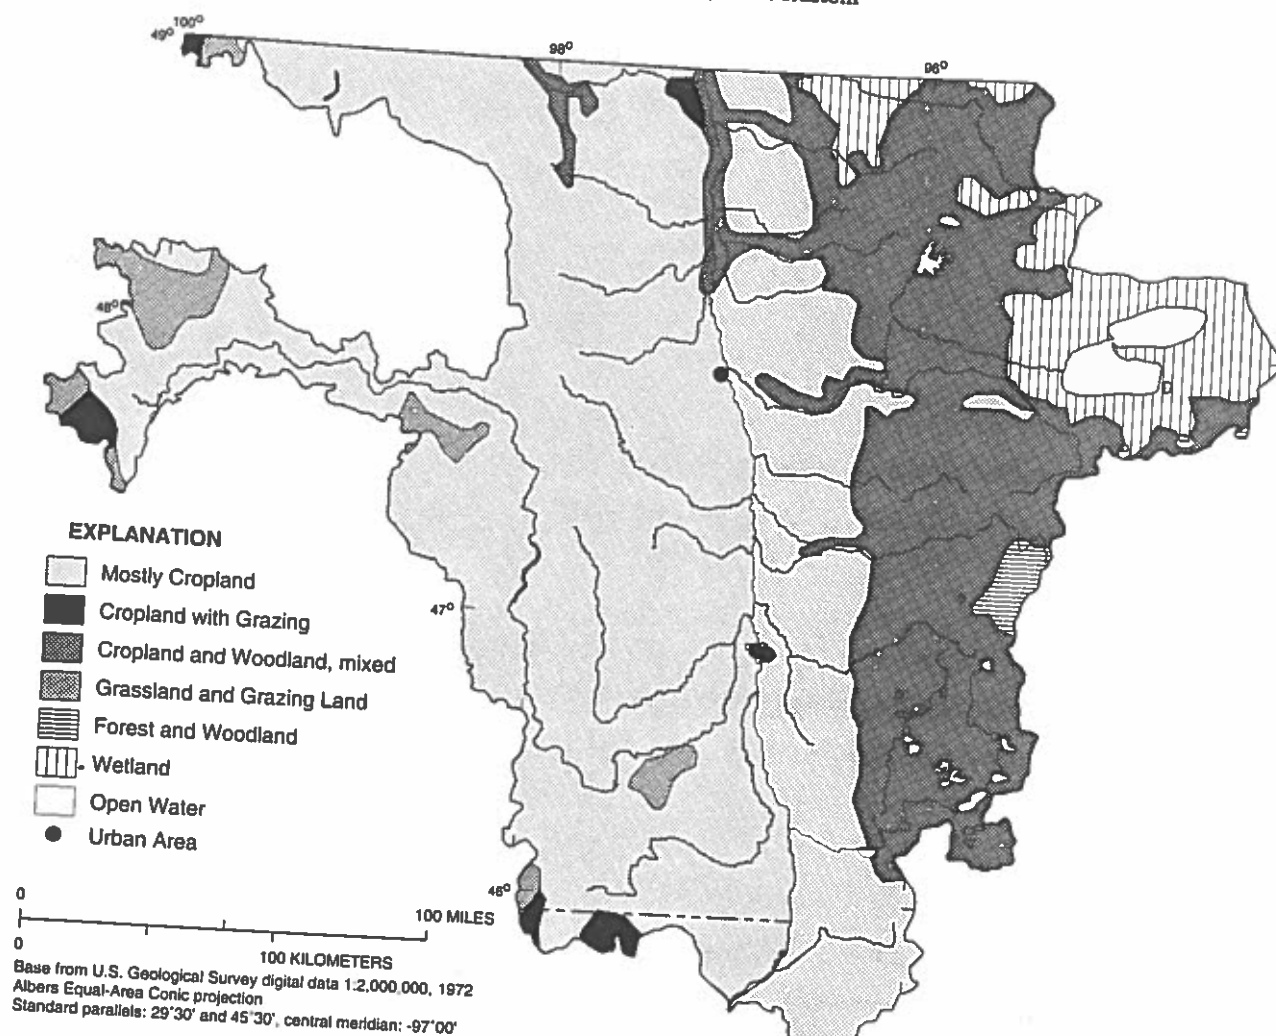 49° 100°
98°
96°
48°
47°
46°
EXPLANATION
Mostly Cropland
Cropland with Grazing
Cropland and Woodland, mixed
Grassland and Grazing Land
Forest and Woodland
Wetland
Open Water
Urban Area
0
100 MILES
0
100 KILOMETERS
Base from U.S. Geological Survey digital data 1:2,000,000, 1972
Albers Equal-Area Conic projection
Standard parallels: 29°30' and 45°30', central meridian: -97°00'